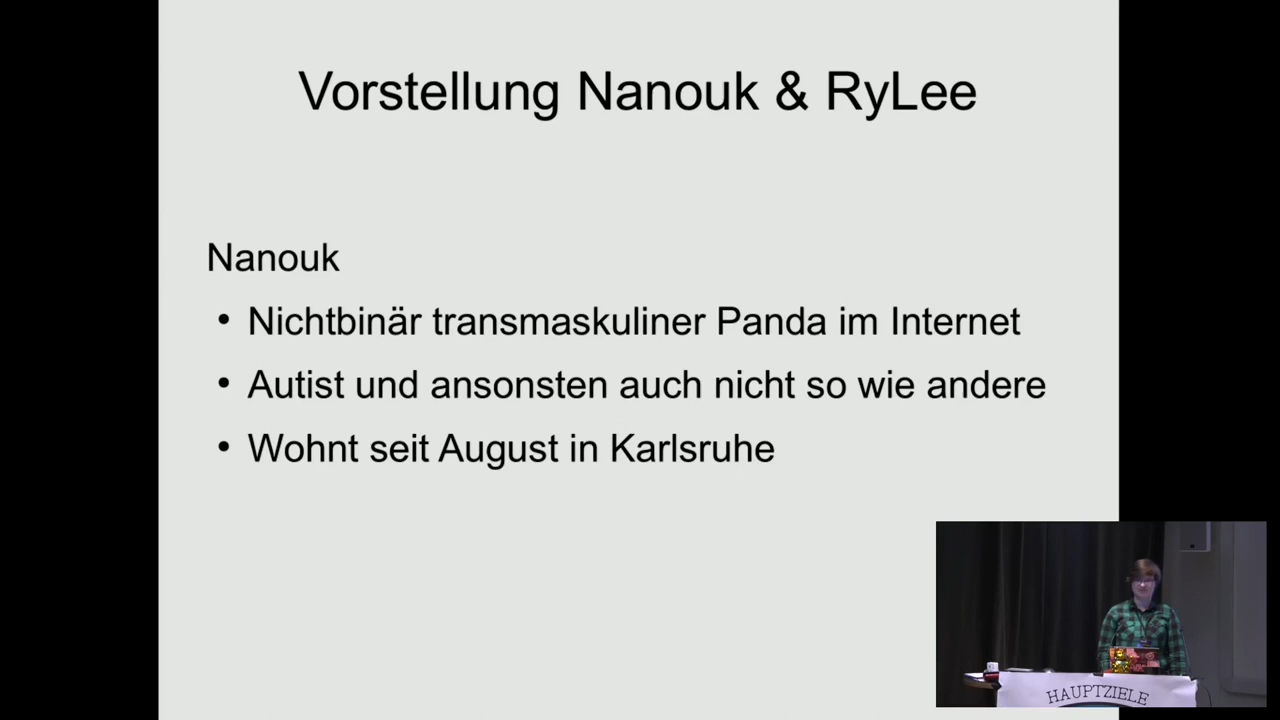 Vorstellung Nanouk & RyLee
Nanouk
• Nichtbinär transmaskuliner Panda im Internet
• Autist und ansonsten auch nicht so wie andere
• Wohnt seit August in Karlsruhe
HAUPTZIELE